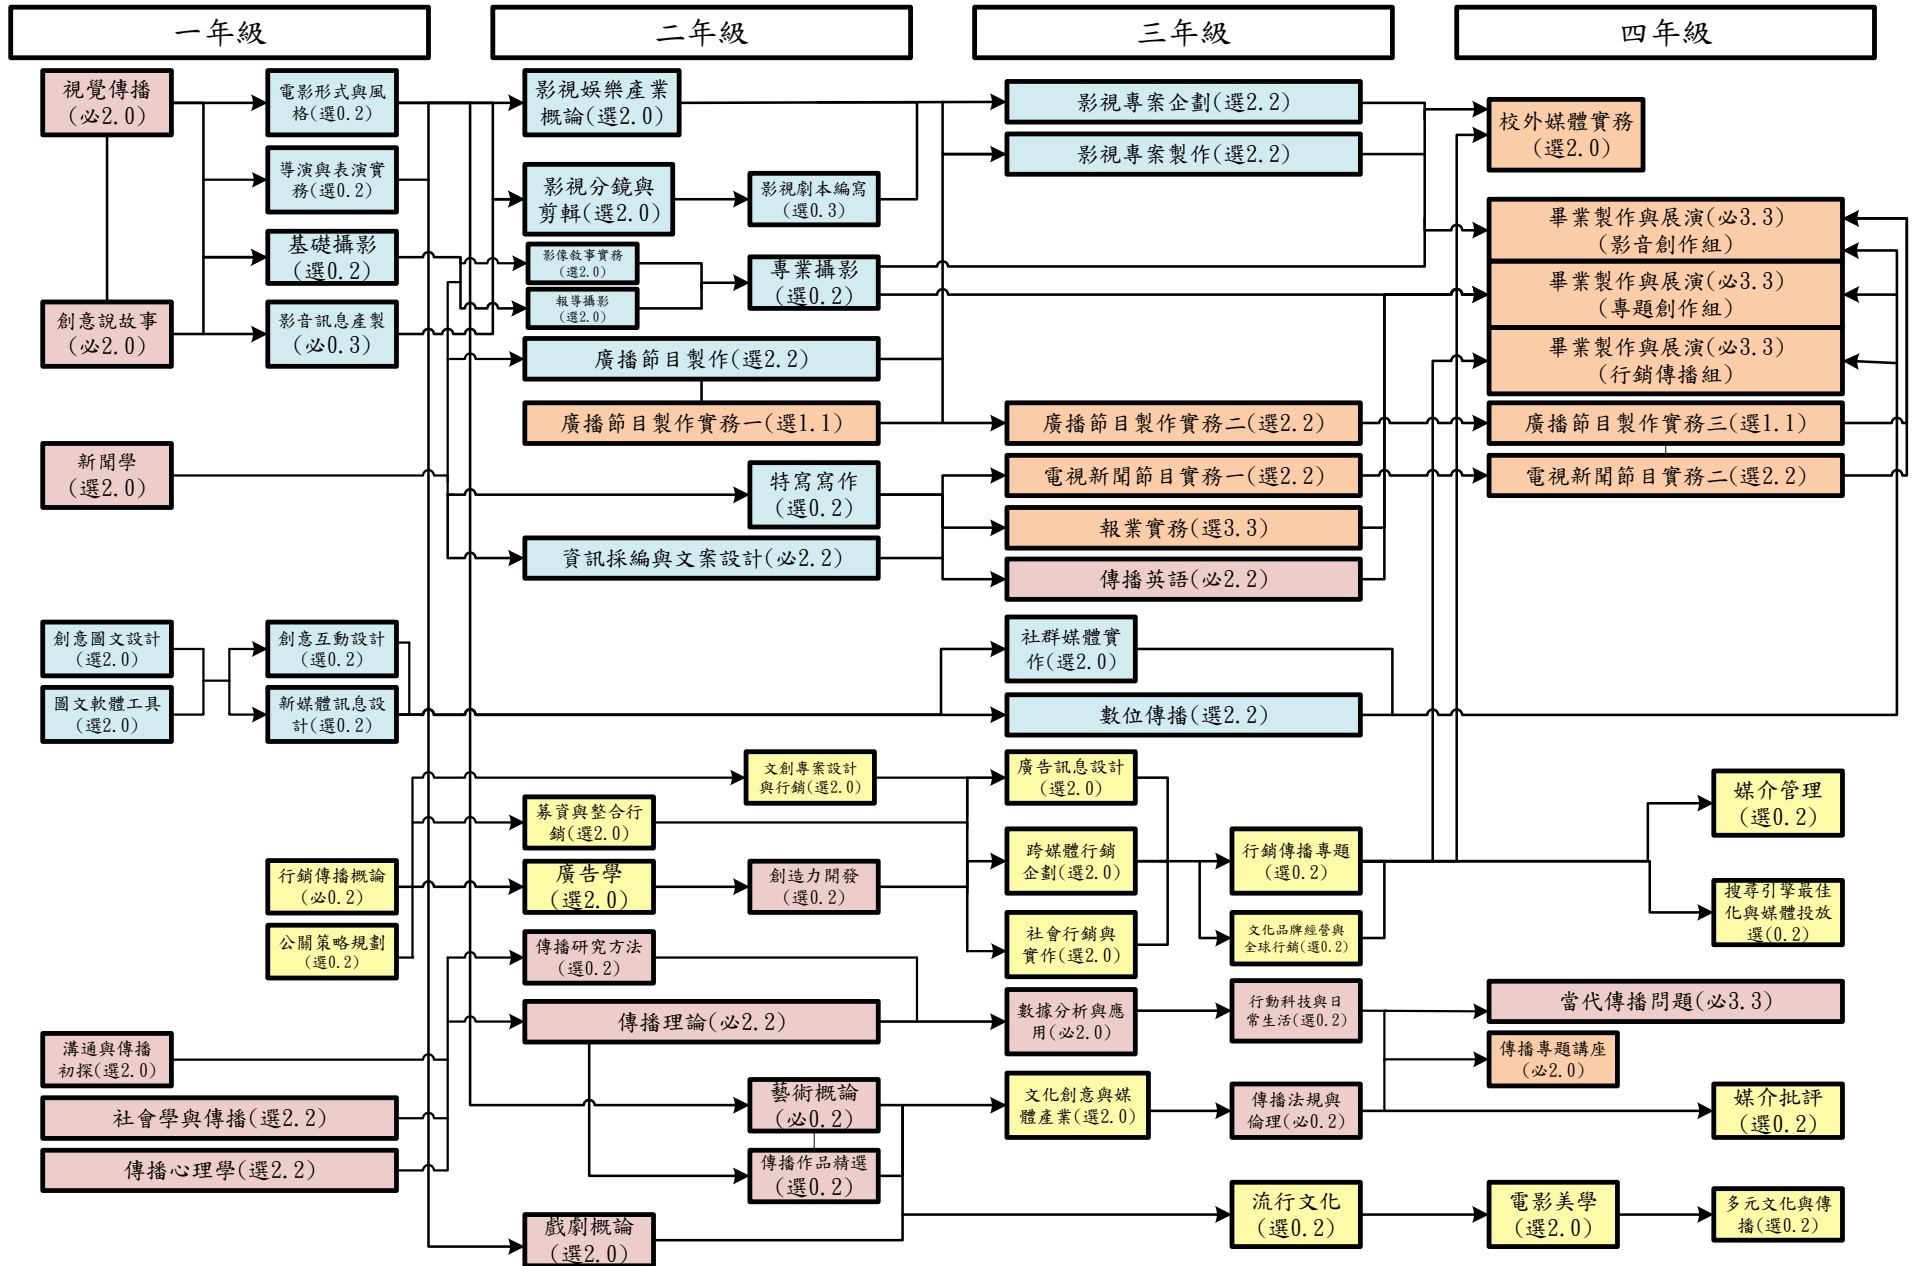 一年級
二年級
三年級
四年級
視覺傳播
(必2.0)
電影形式與風
格(選0.2)
影視娛樂產業
概論(選2.0)
影視專案企劃(選2.2)
校外媒體實務
(選2.0)
導演與表演實
務(選0.2)
影視分鏡與
剪輯(選2.0)
影視劇本編寫
(選0.3)
影視專案製作(選2.2)
基礎攝影
(選0.2)
影像敘事實務
(選2.0)
專業攝影
(選0.2)
畢業製作與展演(必3.3)
(影音創作組)
報導攝影
(選2.0)
畢業製作與展演(必3.3)
(專題創作組)
創意說故事
(必2.0)
影音訊息產製
(必0.3)
廣播節目製作(選2.2)
畢業製作與展演(必3.3)
(行銷傳播組)
廣播節目製作實務一(選1.1)
廣播節目製作實務二(選2.2)
廣播節目製作實務三(選1.1)
新聞學
(選2.0)
特寫寫作
(選0.2)
電視新聞節目實務一(選2.2)
電視新聞節目實務二(選2.2)
報業實務(選3.3)
資訊採編與文案設計(必2.2)
傳播英語(必2.2)
創意圖文設計
(選2.0)
創意互動設計
(選0.2)
社群媒體實
作(選2.0)
圖文軟體工具
(選2.0)
新媒體訊息設
計(選0.2)
數位傳播(選2.2)
文創專案設計
與行銷(選2.0)
廣告訊息設計
(選2.0)
媒介管理
(選0.2)
募資與整合行
銷(選2.0)
行銷傳播概論
(必0.2)
廣告學
(選2.0)
創造力開發
(選0.2)
跨媒體行銷
企劃(選2.0)
行銷傳播專題
(選0.2)
搜尋引擎最佳
化與媒體投放
選(0.2)
公關策略規劃
(選0.2)
傳播研究方法
(選0.2)
社會行銷與
實作(選2.0)
文化品牌經營與
全球行銷(選0.2)
傳播理論(必2.2)
數據分析與應
用(必2.0)
行動科技與日
常生活(選0.2)
當代傳播問題(必3.3)
溝通與傳播
初探(選2.0)
傳播專題講座
(必2.0)
社會學與傳播(選2.2)
藝術概論
(必0.2)
文化創意與媒
體產業(選2.0)
傳播法規與
倫理(必0.2)
媒介批評
(選0.2)
傳播心理學(選2.2)
傳播作品精選
(選0.2)
戲劇概論
(選2.0)
流行文化
(選0.2)
電影美學
(選2.0)
多元文化與傳
播(選0.2)